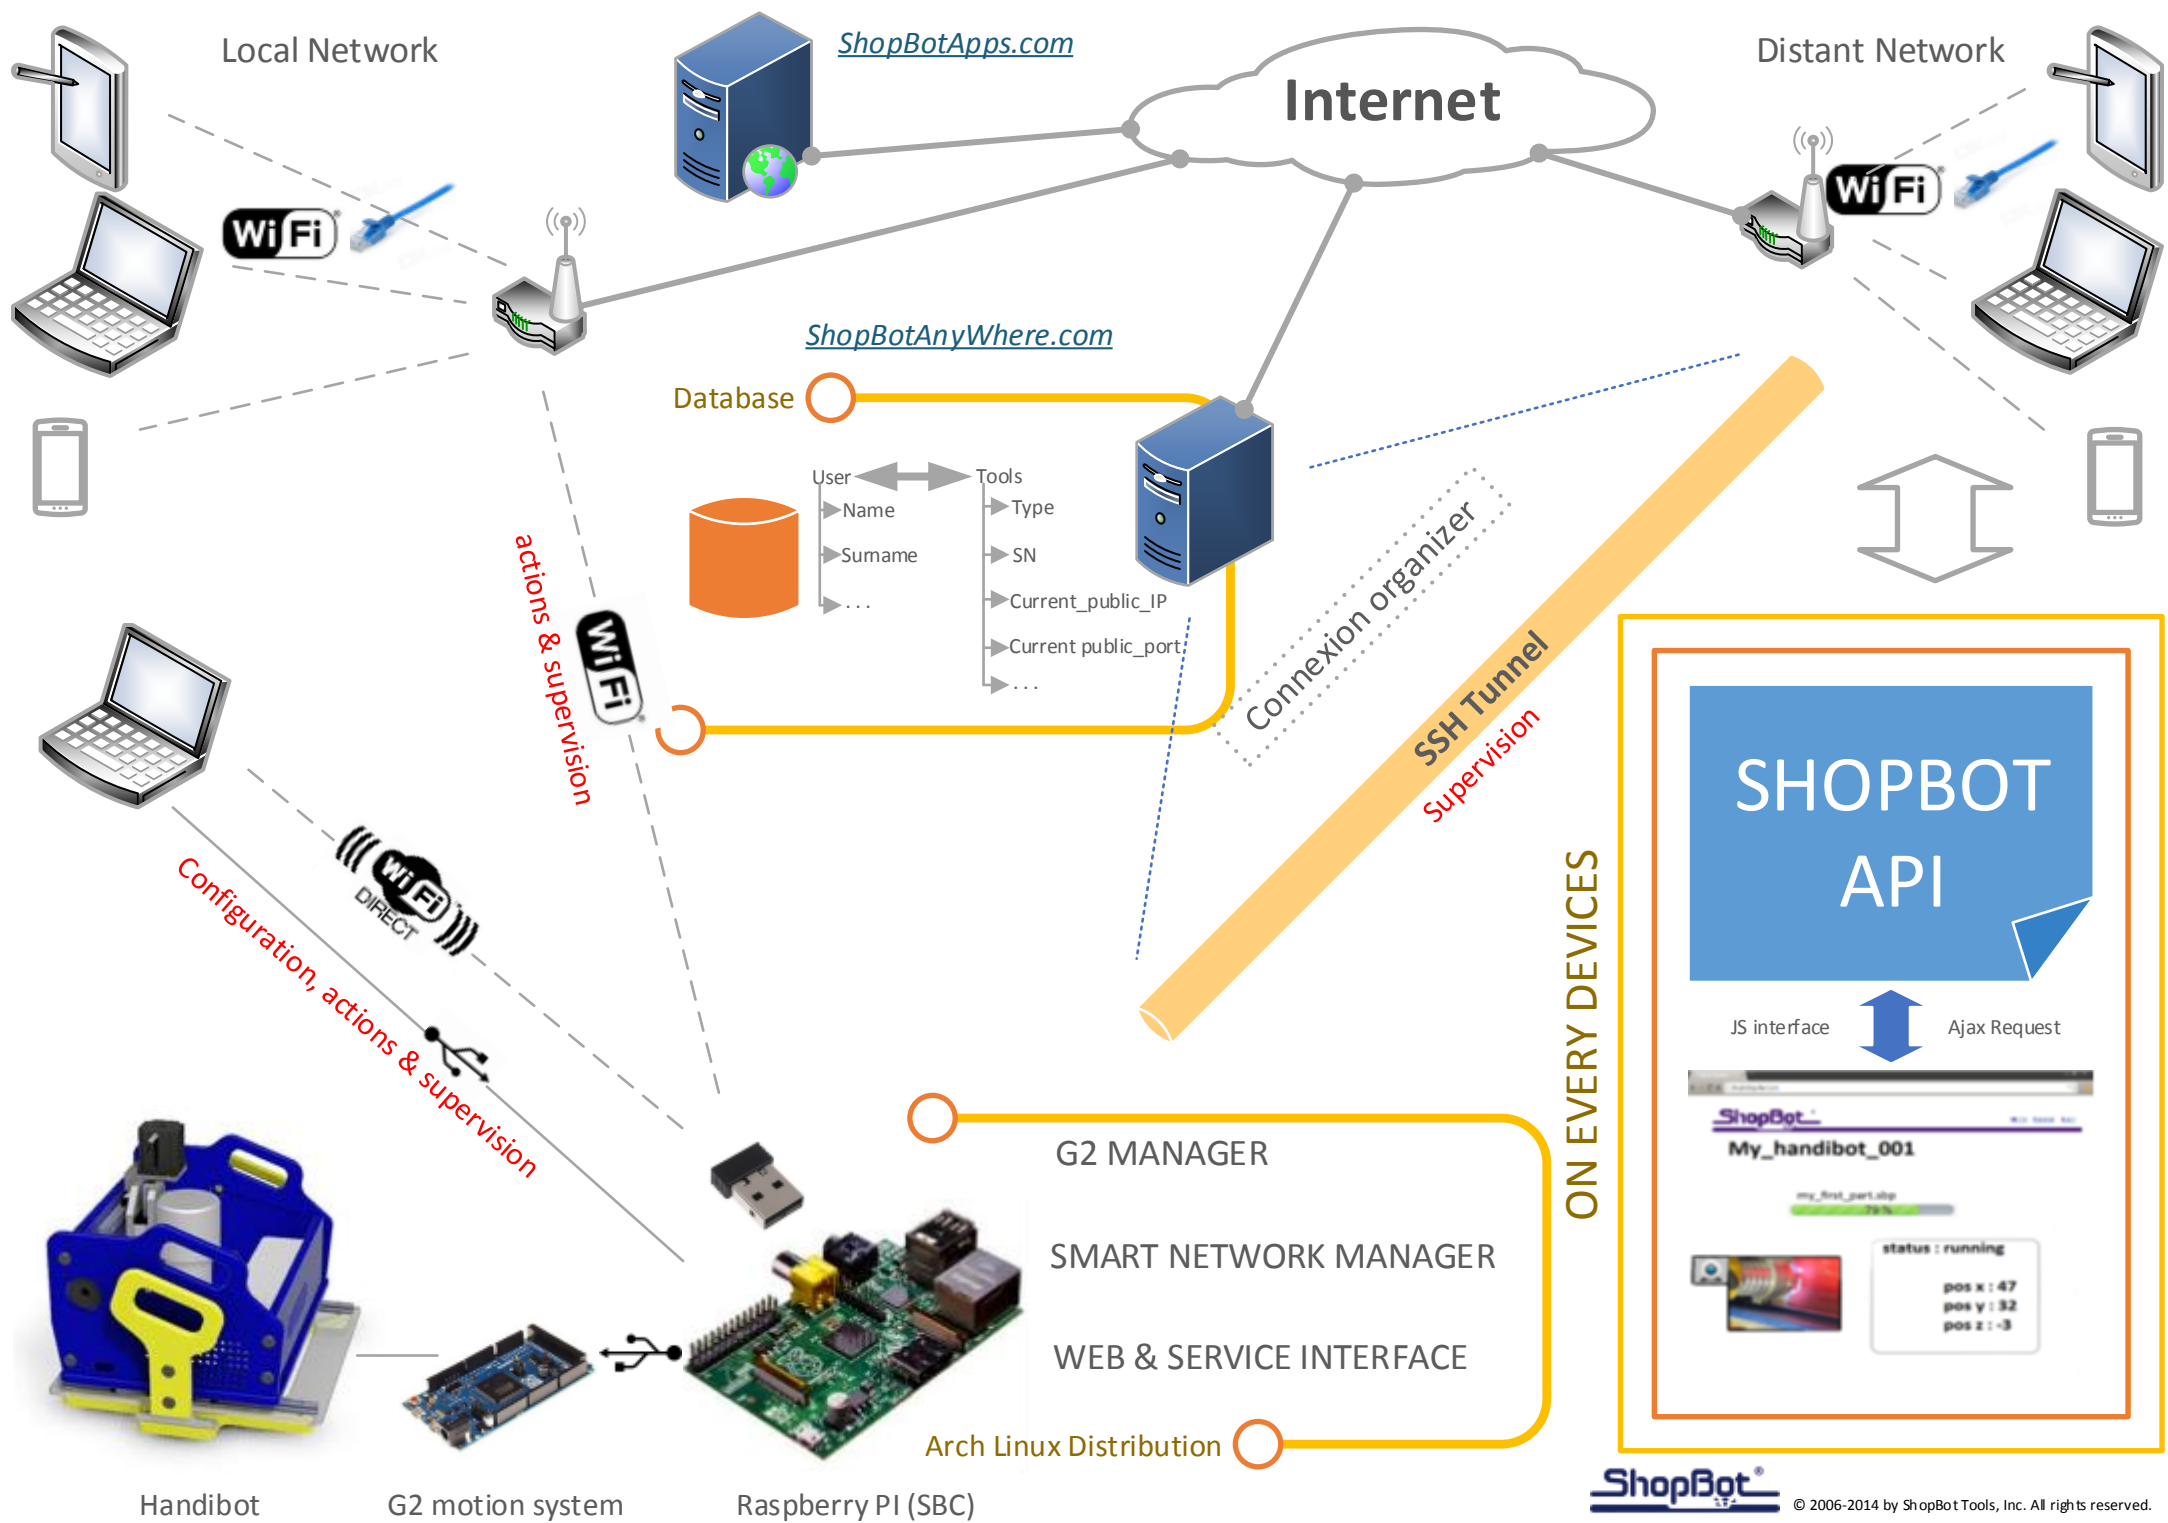 Local Network
ShopBotApps.com
Internet
Distant Network
WiFi
WiFi
ShopBotAnyWhere.com
Database
User
Tools
Name
Type
Surname
SN
. . .
Current_public_IP
Current public_port
. . .
actions & supervision
WiFi
Connexion organizer
SSH Tunnel
Supervision
WiFi
DIRECT
Configuration, actions & supervision
ON EVERY DEVICES
SHOPBOT
API
JS interface
Ajax Request
ShopBot
My_handibot_001
my_first_part.sbp
79 %
status : running
pos x : 47
pos y : 32
pos z : -3
G2 MANAGER
SMART NETWORK MANAGER
WEB & SERVICE INTERFACE
Arch Linux Distribution
Handibot
G2 motion system
Raspberry PI (SBC)
ShopBot®
© 2006-2014 by ShopBot Tools, Inc. All rights reserved.